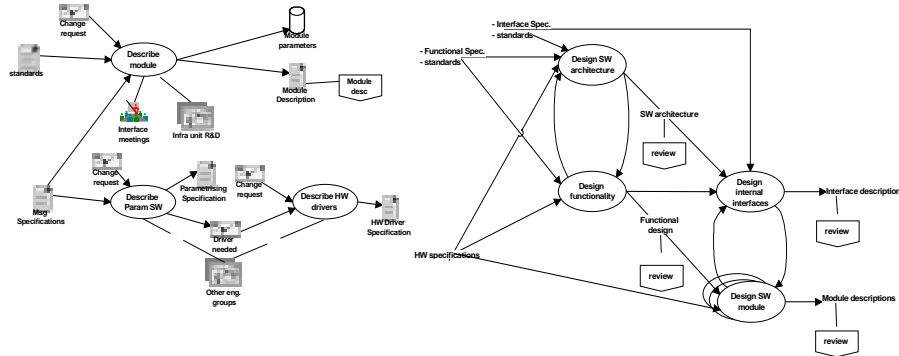 Change
request
standards
Describe
module
Module
parameters
Module
Description
Module
desc
Interface
meetings
Infra unit R&D
Change
request
Msg
Specifications
Describe
Param SW
Parametrising
Specification
Change
request
Describe HW
drivers
HW Driver
Specification
Driver
needed
Other eng.
groups
- Interface Spec.
- standards
- Functional Spec.
- standards
Design SW
architecture
SW architecture
review
Design
functionality
Design
internal
interfaces
Interface description
review
Functional
design
review
HW specifications
Design SW
module
Module descriptions
review